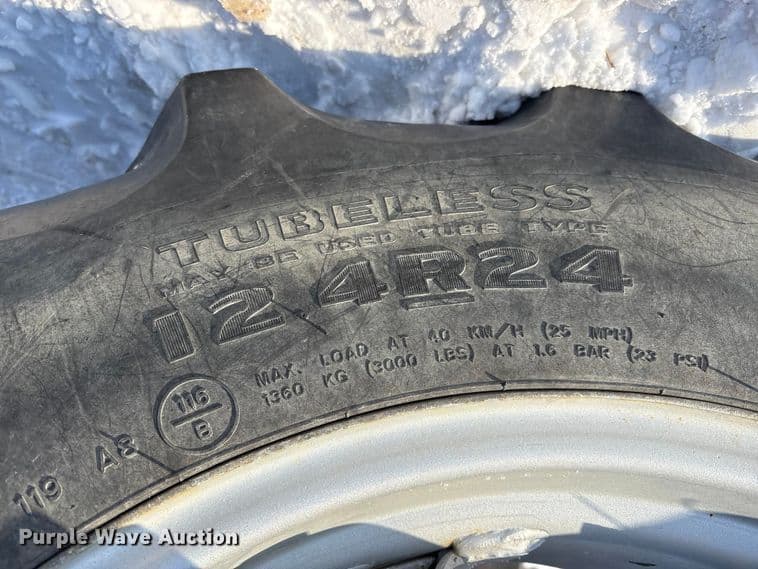 TUBELESS
MAY BE USED TUBE TYPE
12.4R24
MAX. LOAD AT 40 KM/H (25 MPH)
1360 KG (3000 LBS) AT 1.6 BAR (23 PSI)
116
B
119 A8
Purple Wave Auction